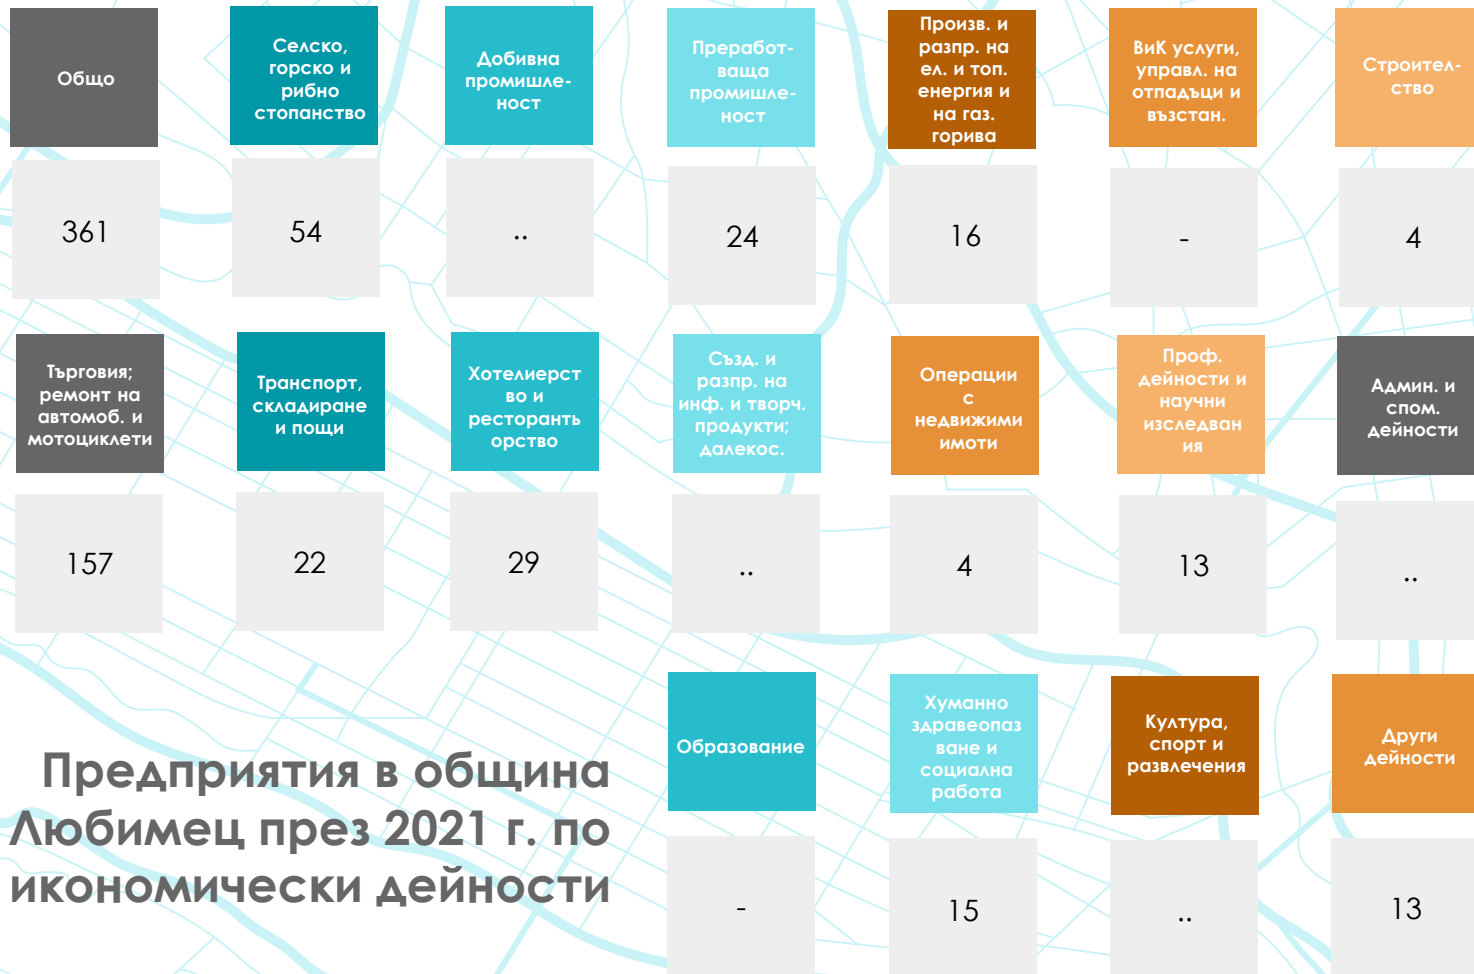 Общо
Селско,
горско и
рибно
стопанство
Добивна
промишле-
ност
Преработ-
ваща
промишле-
ност
Произв. и
разпр. на
ел. и топ.
енергия и
на газ.
горива
ВиК услуги,
управл. на
отпадъци и
възстан.
Строител-
ство
361
54
..
24
16
-
4
Търговия;
ремонт на
автомоб. и
мотоциклети
Транспорт,
складиране
и пощи
Хотелиерст
во и
ресторанть
орство
Създ. и
разпр. на
инф. и творч.
продукти;
далекос.
Операции
с
недвижими
имоти
Проф.
дейности и
научни
изследван
ия
Админ. и
спом.
дейности
157
22
29
..
4
13
..
Образование
Хуманно
здравеопаз
ване и
социална
работа
Култура,
спорт и
развлечения
Други
дейности
-
15
..
13
Предприятия в община
Любимец през 2021 г. по
икономически дейности